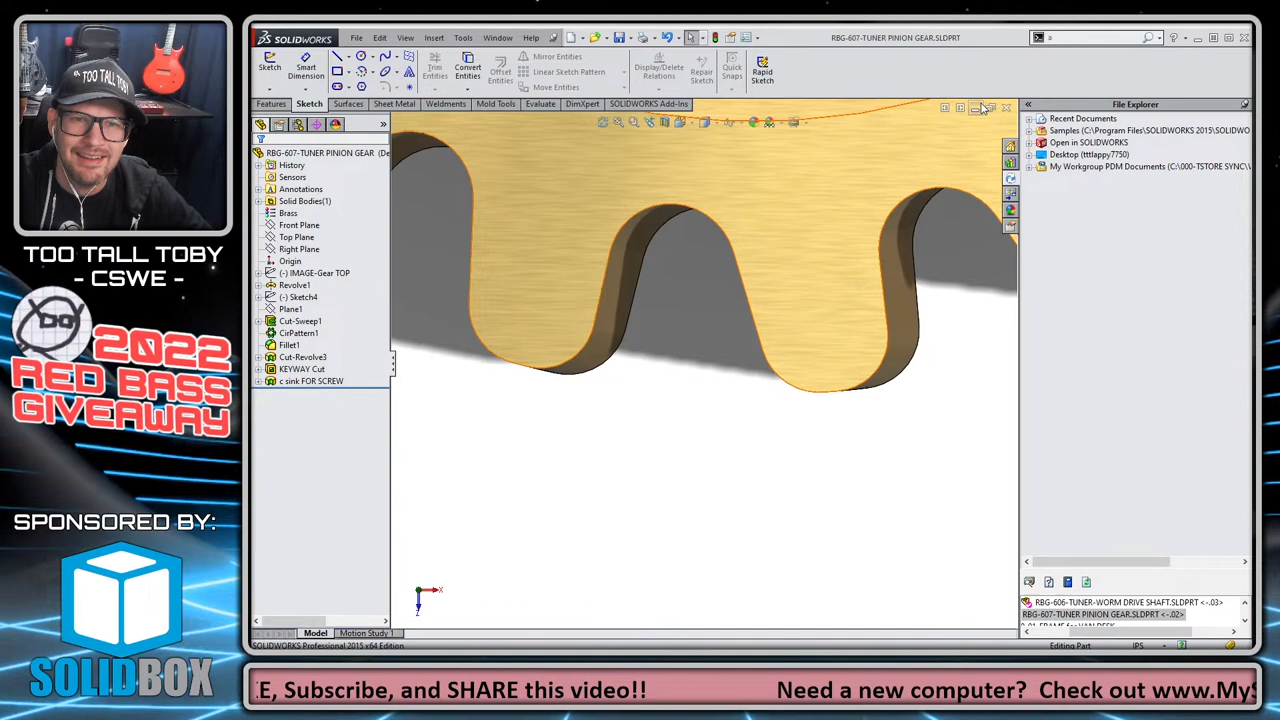 "TOO TALL TOBY"
TOO TALL TOBY
- CSWE -
2022
RED BASS
GIVEAWAY
SPONSORED BY:
SOLIDBOX
SOLIDWORKS
File
Edit
View
Insert
Tools
Window
Help
RBG-607-TUNER PINION GEAR.SLDPRT
a
Sketch
Smart
Dimension
Trim
Entities
Convert
Entities
Offset
Entities
Mirror Entities
Linear Sketch Pattern
Move Entities
Display/Delete
Relations
Repair
Sketch
Quick
Snaps
Rapid
Sketch
Features
Sketch
Surfaces
Sheet Metal
Weldments
Mold Tools
Evaluate
DimXpert
SOLIDWORKS Add-Ins
RBG-607-TUNER PINION GEAR (De
History
Sensors
Annotations
Solid Bodies(1)
Brass
Front Plane
Top Plane
Right Plane
Origin
(-) IMAGE-Gear TOP
Revolve1
(-) Sketch4
Plane1
Cut-Sweep1
CirPattern1
Fillet1
Cut-Revolve3
KEYWAY Cut
c sink FOR SCREW
X
Z
File Explorer
Recent Documents
Samples (C:\Program Files\SOLIDWORKS 2015\SOLIDWO
Open in SOLIDWORKS
Desktop (tttlappy7750)
My Workgroup PDM Documents (C:\000-TSTORE SYNC\V
RBG-606-TUNER-WORM DRIVE SHAFT.SLDPRT <-.03>
RBG-607-TUNER PINION GEAR.SLDPRT <-.02>
Model
Motion Study 1
SOLIDWORKS Professional 2015 x64 Edition
Editing Part
IPS
E, Subscribe, and SHARE this video!!
Need a new computer? Check out www.MyS